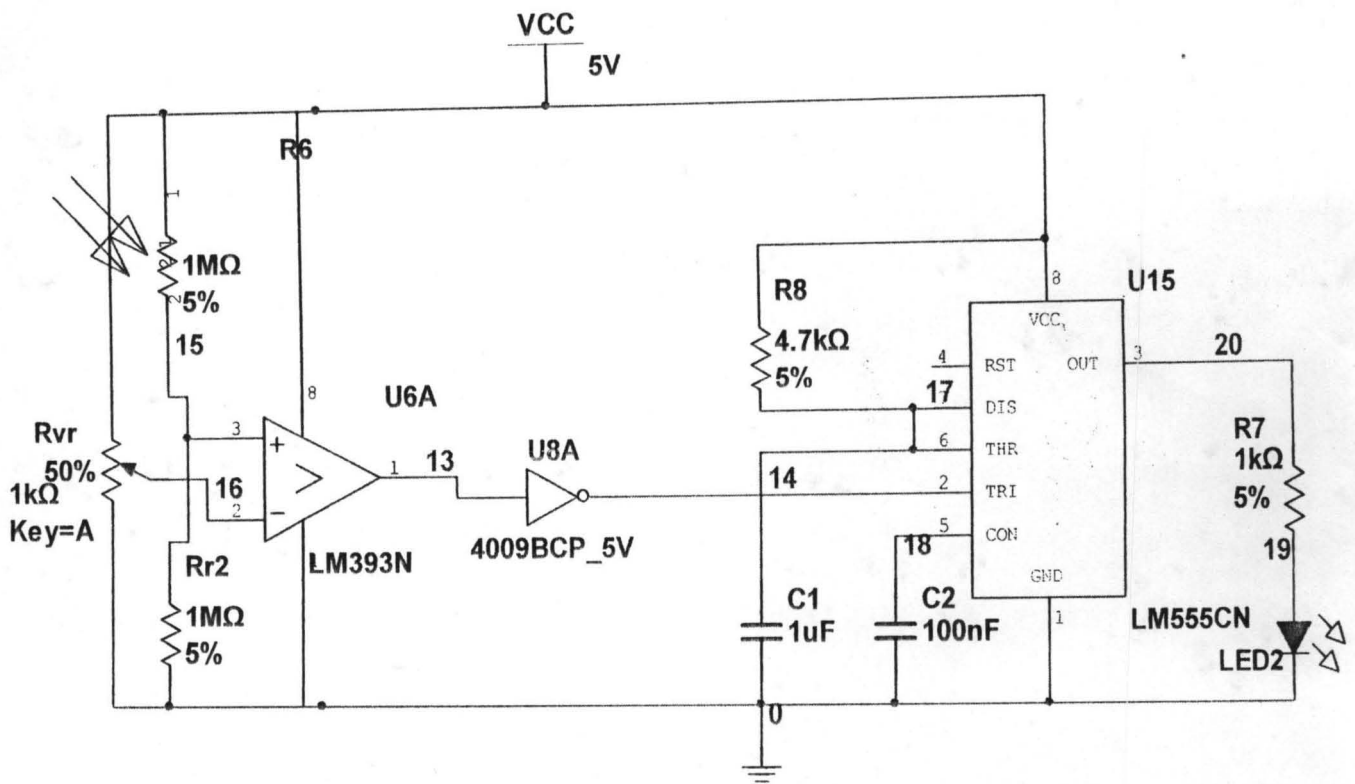 VCC
5V
R6
1
1
2
2
1MΩ
5%
15
Rvr
50%
1kΩ
Key=A
16
3
2
8
U6A
1
13
LM393N
Rr2
1MΩ
5%
U8A
4009BCP_5V
14
R8
4.7kΩ
5%
17
18
8
U15
VCC
4
RST
OUT
3
20
DIS
6
THR
2
TRI
5
CON
GND
1
LM555CN
R7
1kΩ
5%
19
LED2
C1
1uF
C2
100nF
0